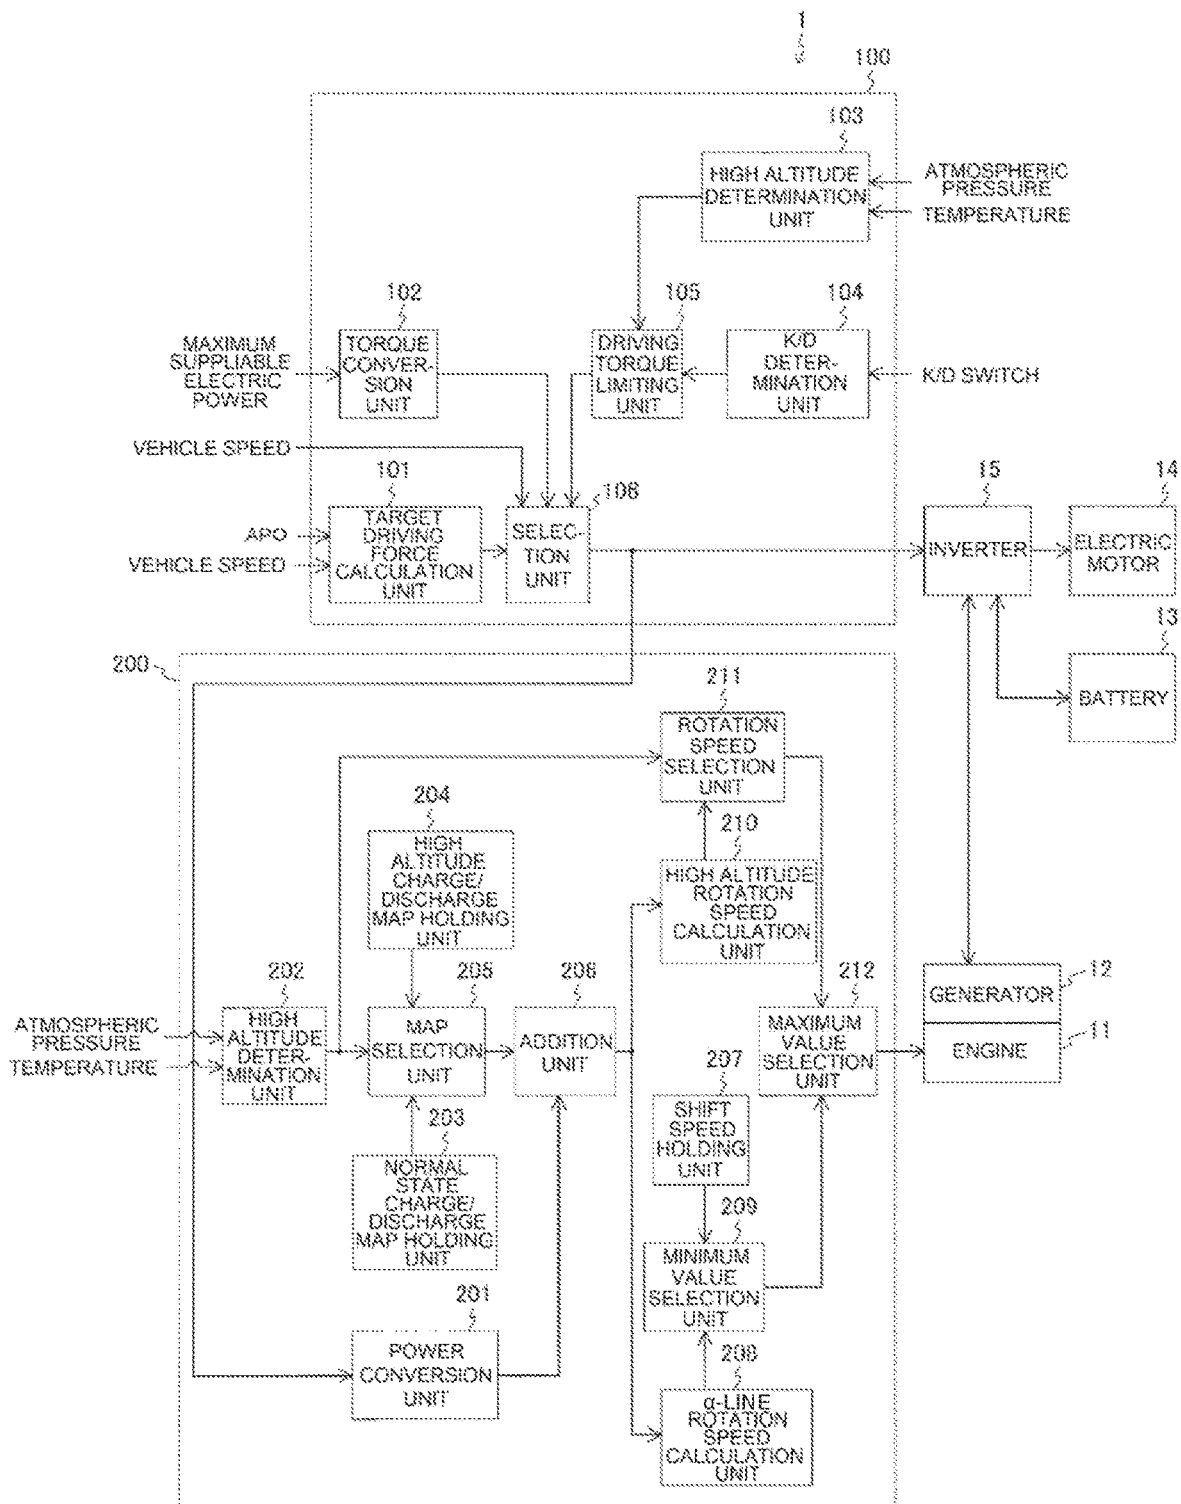 1
100
103
HIGH ALTITUDE
DETERMINATION
UNIT
ATMOSPHERIC
PRESSURE
TEMPERATURE
102
105
104
MAXIMUM
SUPPLIABLE
ELECTRIC
POWER
TORQUE
CONVER-
SION
UNIT
DRIVING
TORQUE
LIMITING
UNIT
K/D
DETER-
MINATION
UNIT
K/D SWITCH
VEHICLE SPEED
101
106
15
14
APO
VEHICLE SPEED
TARGET
DRIVING
FORCE
CALCULATION
UNIT
SELEC-
TION
UNIT
INVERTER
ELECTRIC
MOTOR
13
BATTERY
200
211
ROTATION
SPEED
SELECTION
UNIT
204
HIGH
ALTITUDE
CHARGE/
DISCHARGE
MAP HOLDING
UNIT
210
HIGH ALTITUDE
ROTATION
SPEED
CALCULATION
UNIT
202
205
206
212
12
11
ATMOSPHERIC
PRESSURE
TEMPERATURE
HIGH
ALTITUDE
DETER-
MINATION
UNIT
MAP
SELECTION
UNIT
ADDITION
UNIT
MAXIMUM
VALUE
SELECTION
UNIT
GENERATOR
ENGINE
207
SHIFT
SPEED
HOLDING
UNIT
203
NORMAL
STATE
CHARGE/
DISCHARGE
MAP HOLDING
UNIT
209
MINIMUM
VALUE
SELECTION
UNIT
201
POWER
CONVERSION
UNIT
208
α-LINE
ROTATION
SPEED
CALCULATION
UNIT